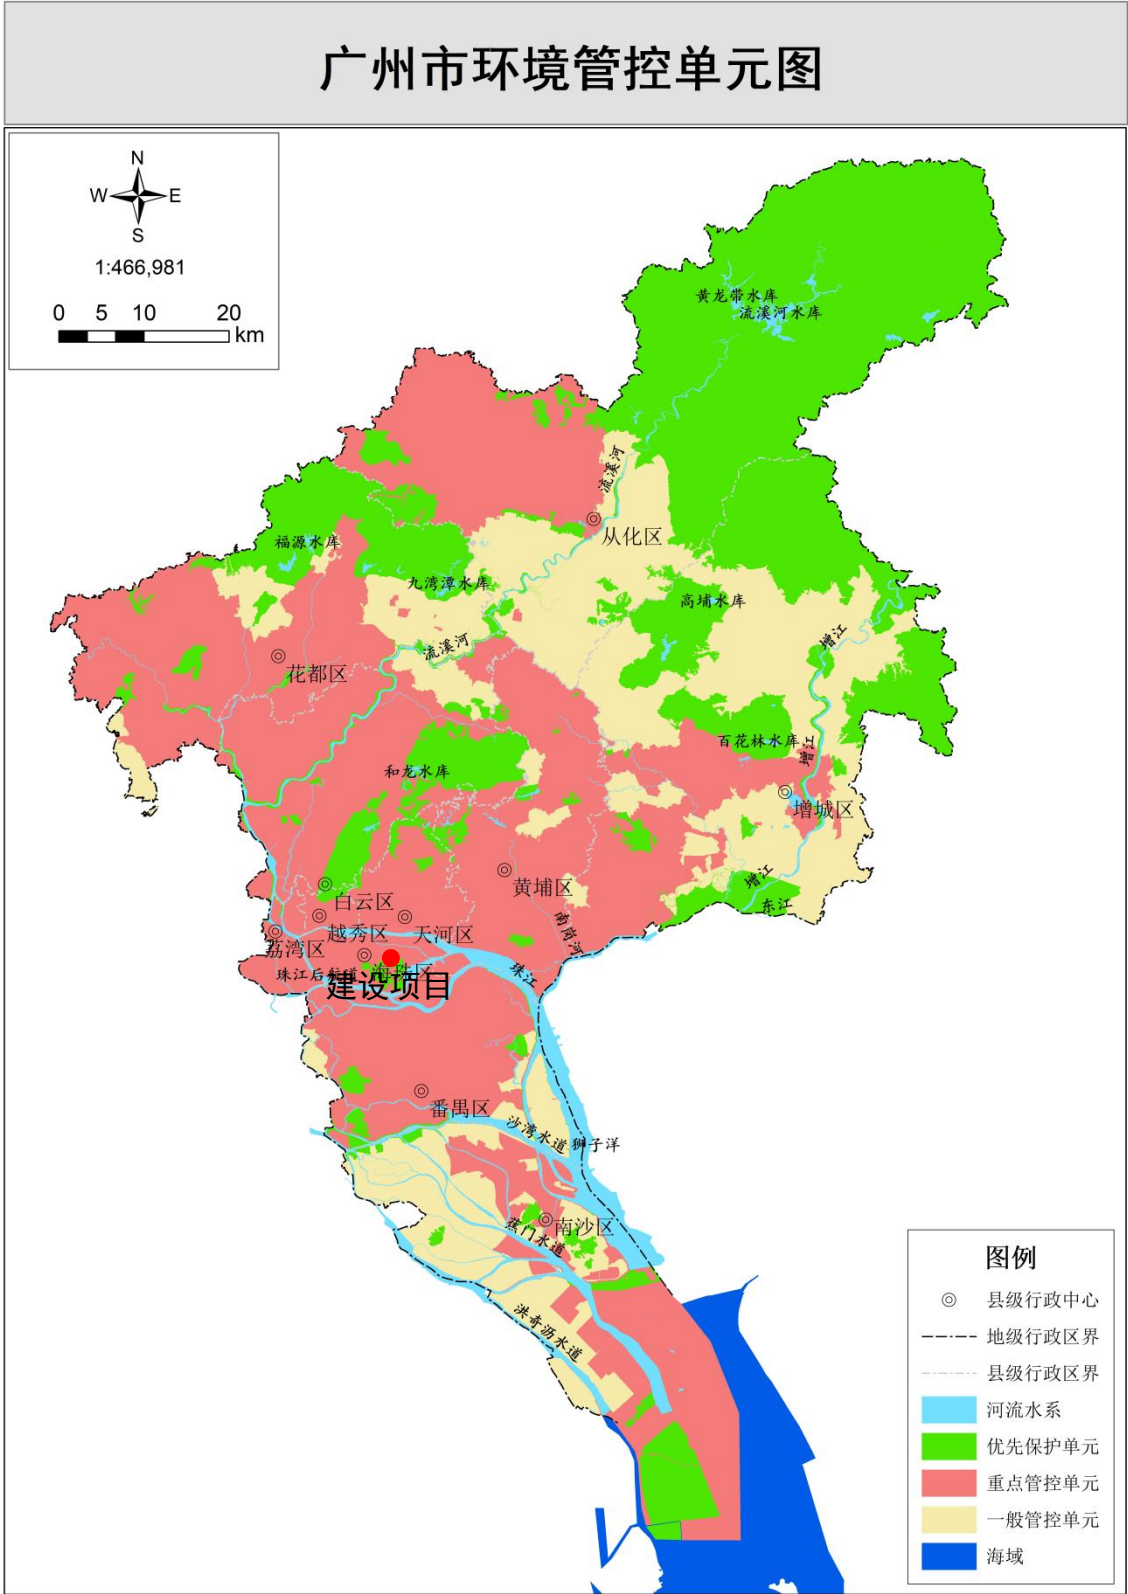 广州市环境管控单元图
N
W E
S
1:466,981
0 5 10 20
km
黄龙带水库
流溪河水库
流溪河
从化区
福源水库
九湾潭水库
高埔水库
增江
流溪河
花都区
百花林水库
增江
和龙水库
增城区
黄埔区
增江
白云区
东江
越秀区
天河区
南岗河
荔湾区
海珠区
珠江后航道
珠江
建设项目
番禺区
沙湾水道
狮子洋
南沙区
蕉门水道
洪奇沥水道
图例
县级行政中心
地级行政区界
县级行政区界
河流水系
优先保护单元
重点管控单元
一般管控单元
海域